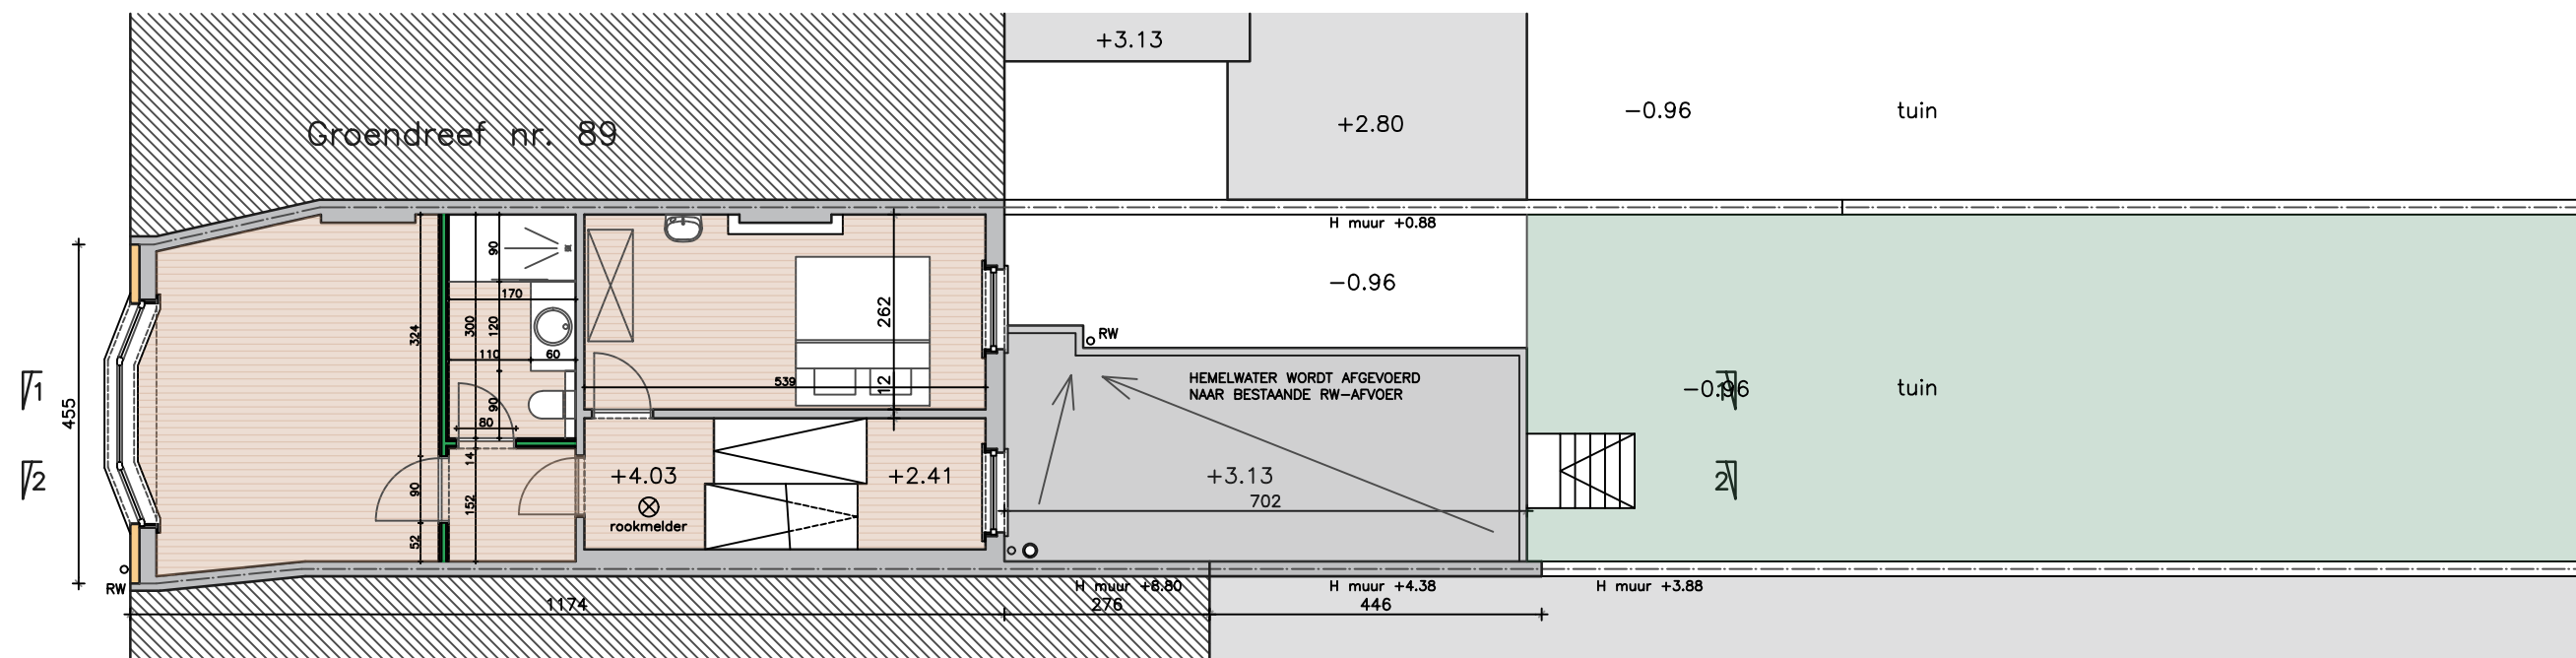 +3.13
-0.96
tuin
+2.80
Groendreef nr. 89
H muur +0.88
-0.96
90
170
324
300
120
262
RW
110
60
539
12
HEMELWATER WORDT AFGEVOERD
NAAR BESTAANDE RW-AFVOER
1
455
90
80
-0.96
1
tuin
14
+4.03
+2.41
+3.13
2
90
152
702
2
rookmelder
52
RW
H muur +8.80
H muur +4.38
H muur +3.88
1174
276
446